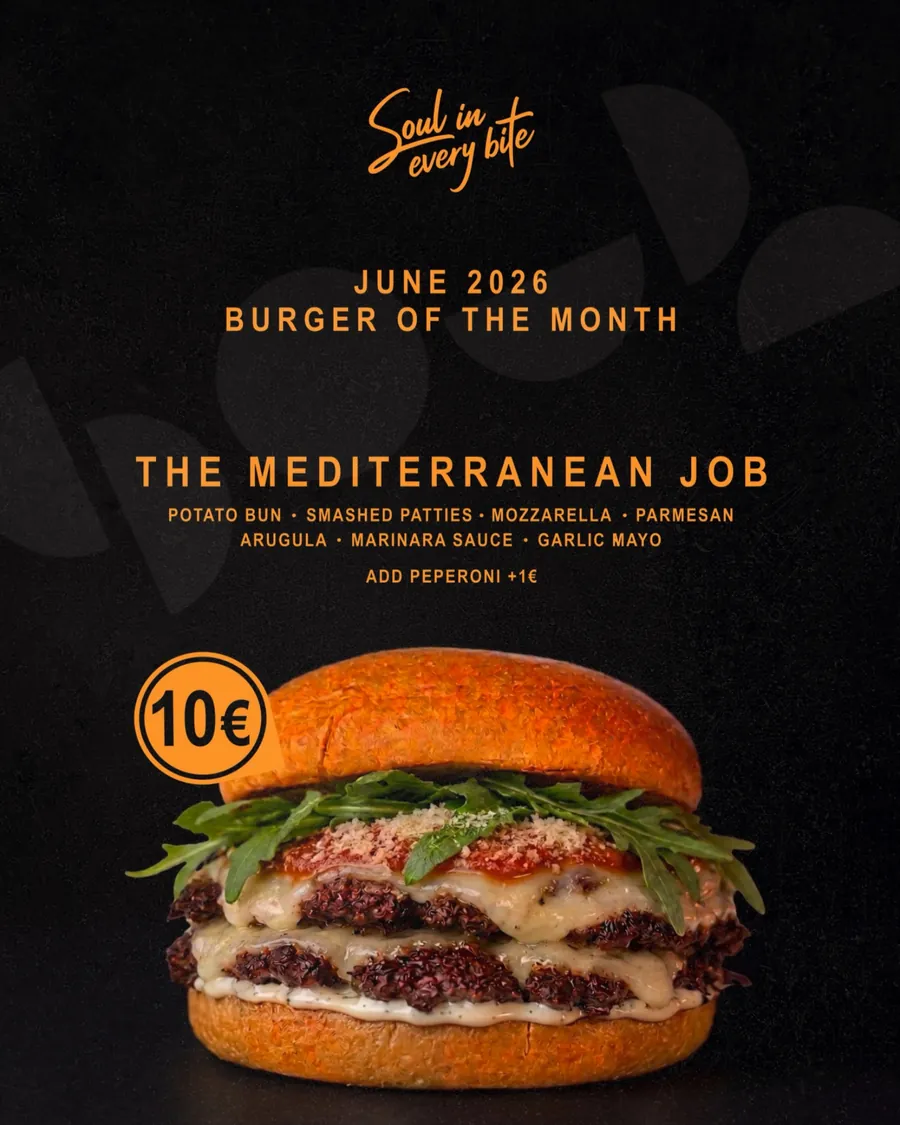 Soul in
every bite
JUNE 2026
BURGER OF THE MONTH
THE MEDITERRANEAN JOB
POTATO BUN • SMASHED PATTIES • MOZZARELLA • PARMESAN
ARUGULA • MARINARA SAUCE • GARLIC MAYO
ADD PEPERONI +1€
10€